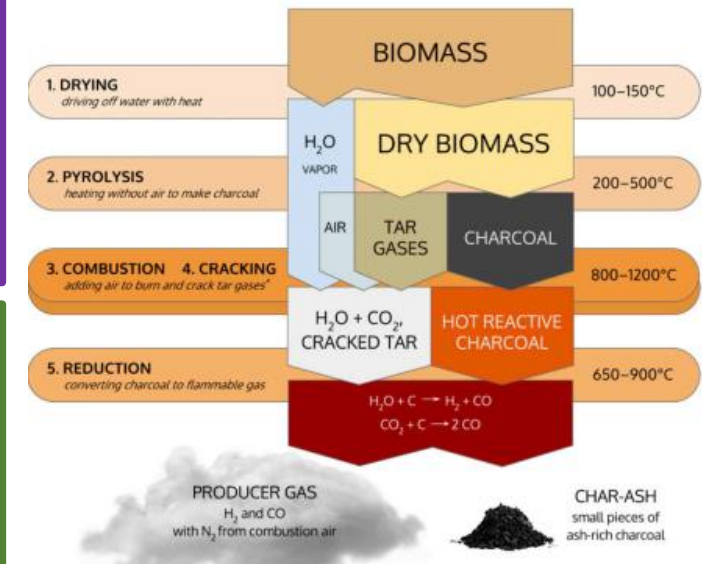 BIOMASS
1. DRYING
driving off water with heat
100–150°C
H₂O
VAPOR
DRY BIOMASS
2. PYROLYSIS
heating without air to make charcoal
200–500°C
AIR
TAR
GASES
CHARCOAL
3. COMBUSTION 4. CRACKING
adding air to burn and crack tar gases*
800–1200°C
H₂O + CO₂,
CRACKED TAR
HOT REACTIVE
CHARCOAL
5. REDUCTION
converting charcoal to flammable gas
650–900°C
H₂O + C → H₂ + CO
CO₂ + C → 2 CO
PRODUCER GAS
H₂ and CO
with N₂ from combustion air
CHAR-ASH
small pieces of
ash-rich charcoal